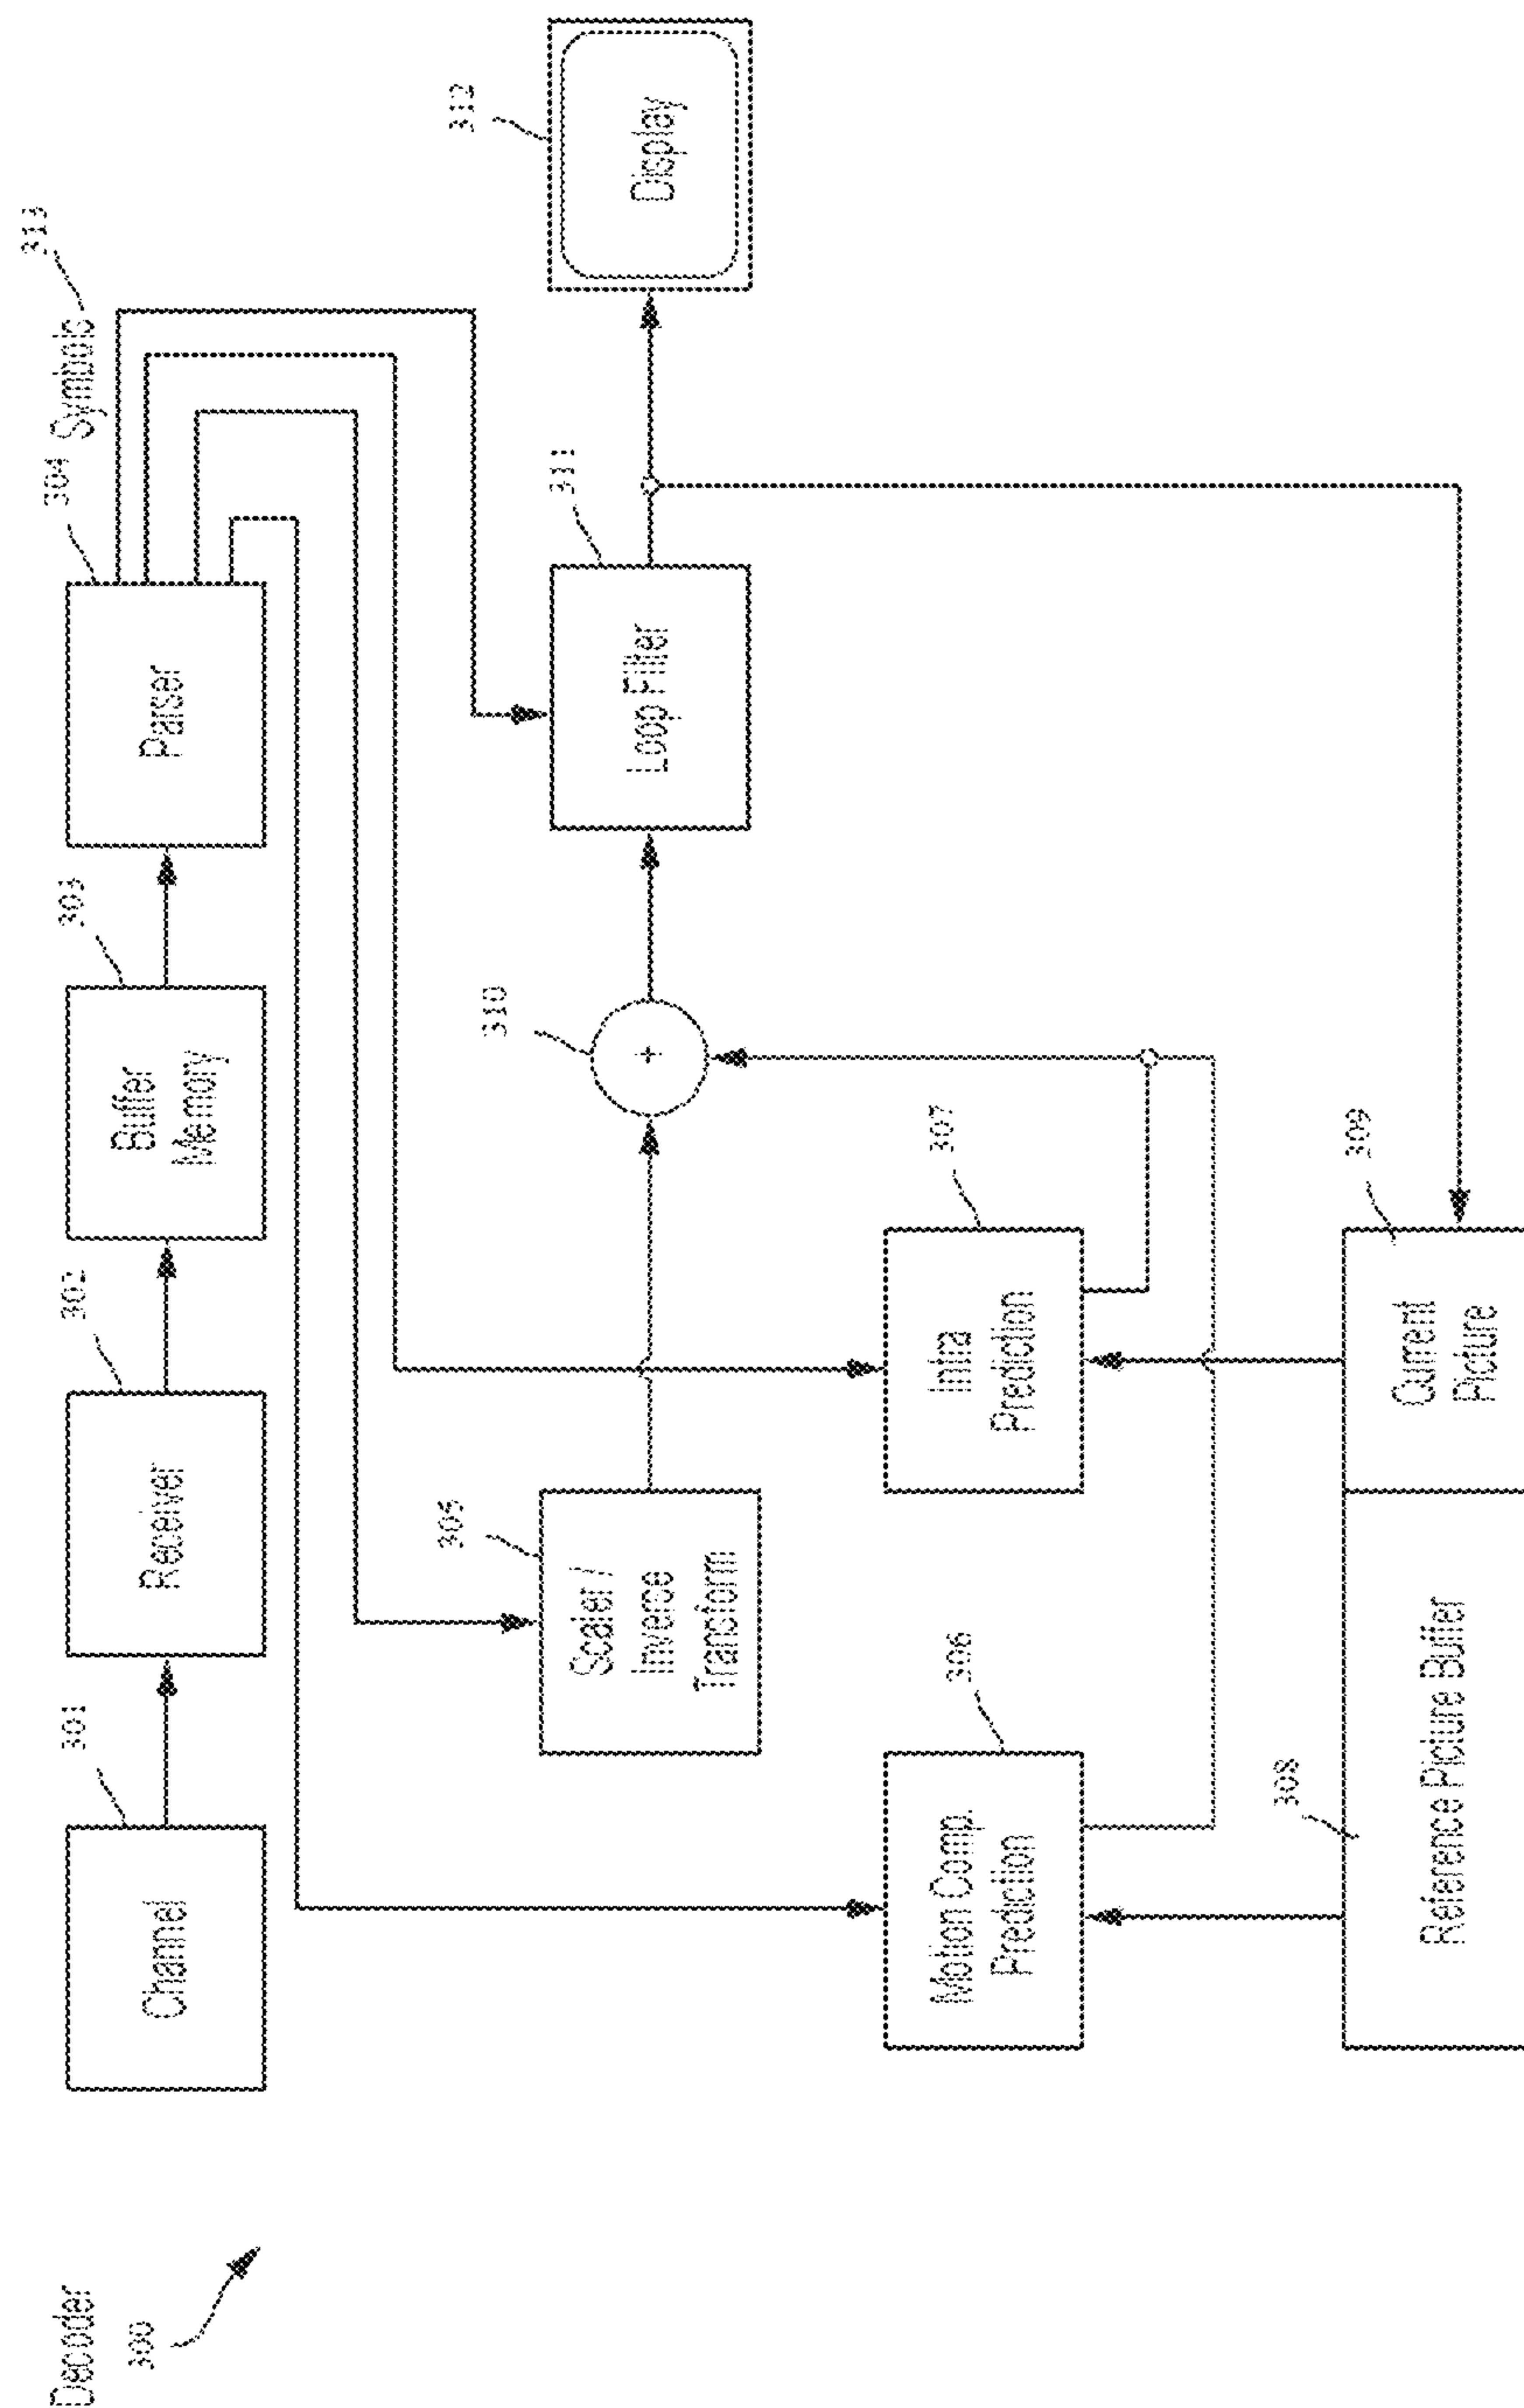 Decoder
300
301
302
303
304
Symbols
313
Channel
Receiver
Buffer
Memory
Parser
305
310
311
312
Scaler /
Inverse
Transform
+
Loop Filter
Display
306
307
Motion Comp.
Prediction
Intra
Prediction
308
309
Reference Picture Buffer
Current
Picture